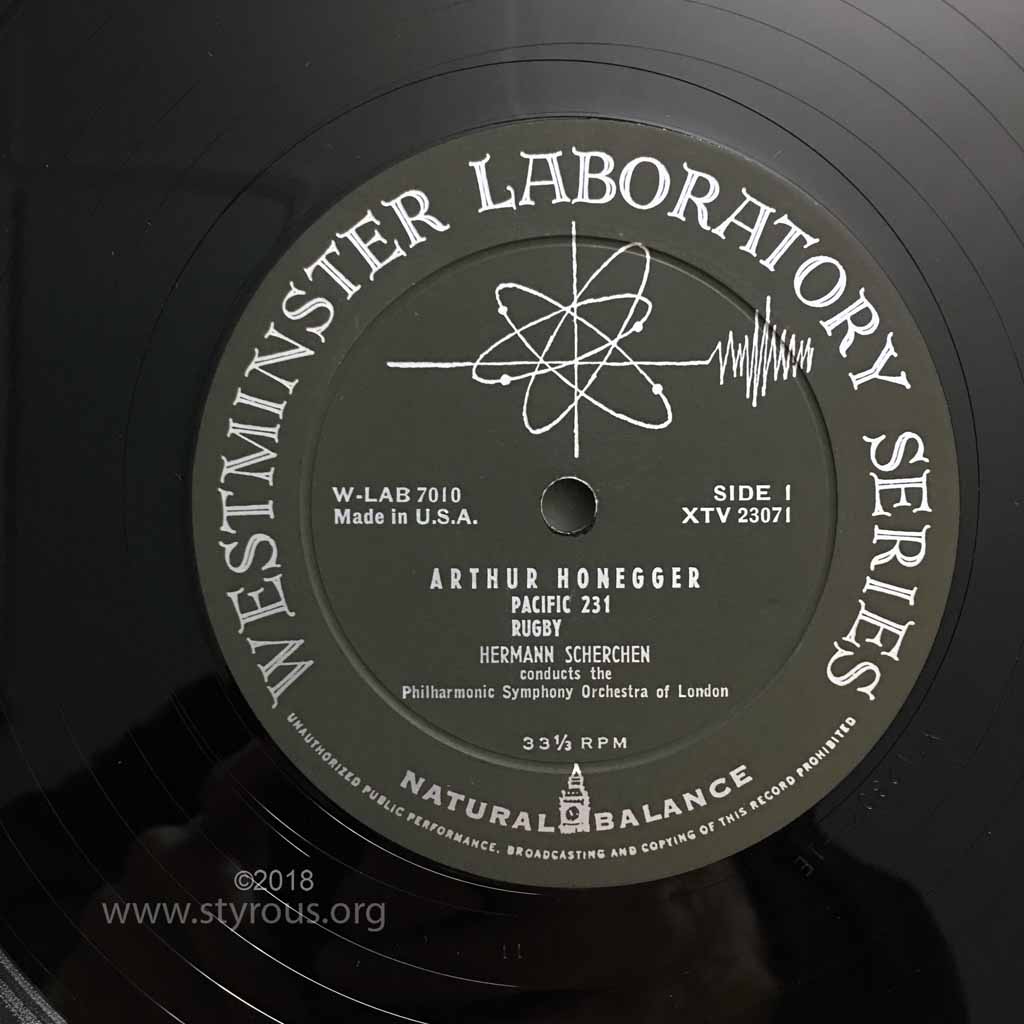 WESTMINSTER LABORATORY SERIES
W-LAB 7010
Made in U.S.A.
SIDE 1
XTV 23071
ARTHUR HONEGGER
PACIFIC 231
RUGBY
HERMANN SCHERCHEN
conducts the
Philharmonic Symphony Orchestra of London
33⅓ RPM
NATURAL BALANCE
UNAUTHORIZED PUBLIC PERFORMANCE, BROADCASTING AND COPYING OF THIS RECORD PROHIBITED
©2018
www.styrous.org